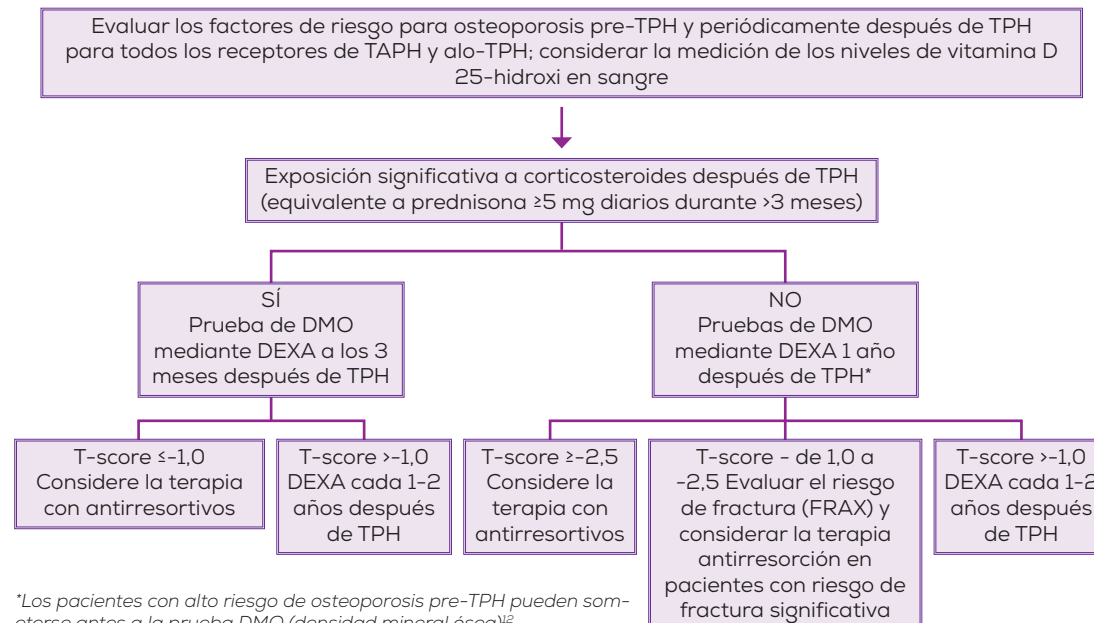 Evaluar los factores de riesgo para osteoporosis pre-TPH y periódicamente después de TPH
para todos los receptores de TAPH y alo-TPH; considerar la medición de los niveles de vitamina D
25-hidroxi en sangre
Exposición significativa a corticosteroides después de TPH
(equivalente a prednisona ≥5 mg diarios durante >3 meses)
SÍ
Prueba de DMO
mediante DEXA a los 3
meses después de TPH
NO
Pruebas de DMO
mediante DEXA 1 año
después de TPH*
T-score ≤-1,0
Considere la terapia
con antirresortivos
T-score >-1,0
DEXA cada 1-2
años después
de TPH
T-score ≥-2,5
Considere la
terapia con
antirresortivos
T-score - de 1,0 a
-2,5 Evaluar el riesgo
de fractura (FRAX) y
considerar la terapia
antirresorción en
pacientes con riesgo de
fractura significativa
T-score >-1,0
DEXA cada 1-2
años después
de TPH
*Los pacientes con alto riesgo de osteoporosis pre-TPH pueden som-
eterse antes a la prueba DMO (densidad mineral ósea)